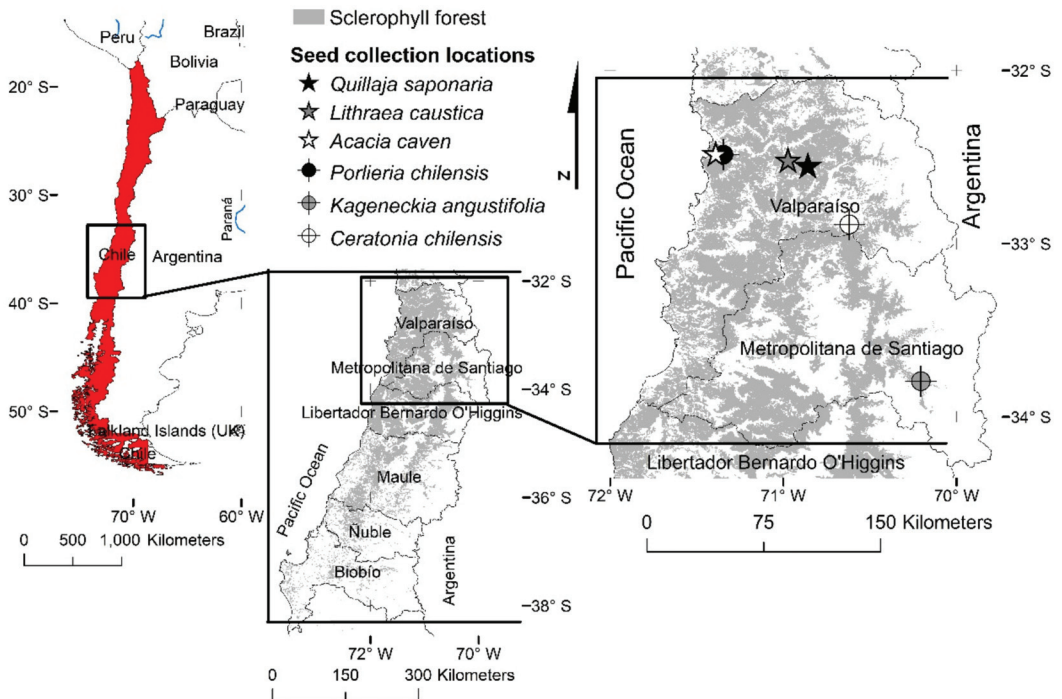 Sclerophyll forest
Seed collection locations
Quillaja saponaria
Lithraea caustica
Acacia caven
Porlieria chilensis
Kageneckia angustifolia
Ceratonia chilensis
Peru
Brazil
Bolivia
Paraguay
Paraná
Chile
Argentina
Falkland Islands (UK)
Chile
20° S
30° S
40° S
50° S
70° W
60° W
0 500 1,000 Kilometers
−32° S
Valparaíso
Metropolitana de Santiago
−34° S
Libertador Bernardo O'Higgins
Pacific Ocean
Maule
−36° S
Ñuble
Biobío
Argentina
−38° S
72° W
70° W
0 150 300 Kilometers
N
−32° S
Pacific Ocean
Argentina
Valparaíso
−33° S
Metropolitana de Santiago
−34° S
Libertador Bernardo O'Higgins
72° W
71° W
70° W
0 75 150 Kilometers